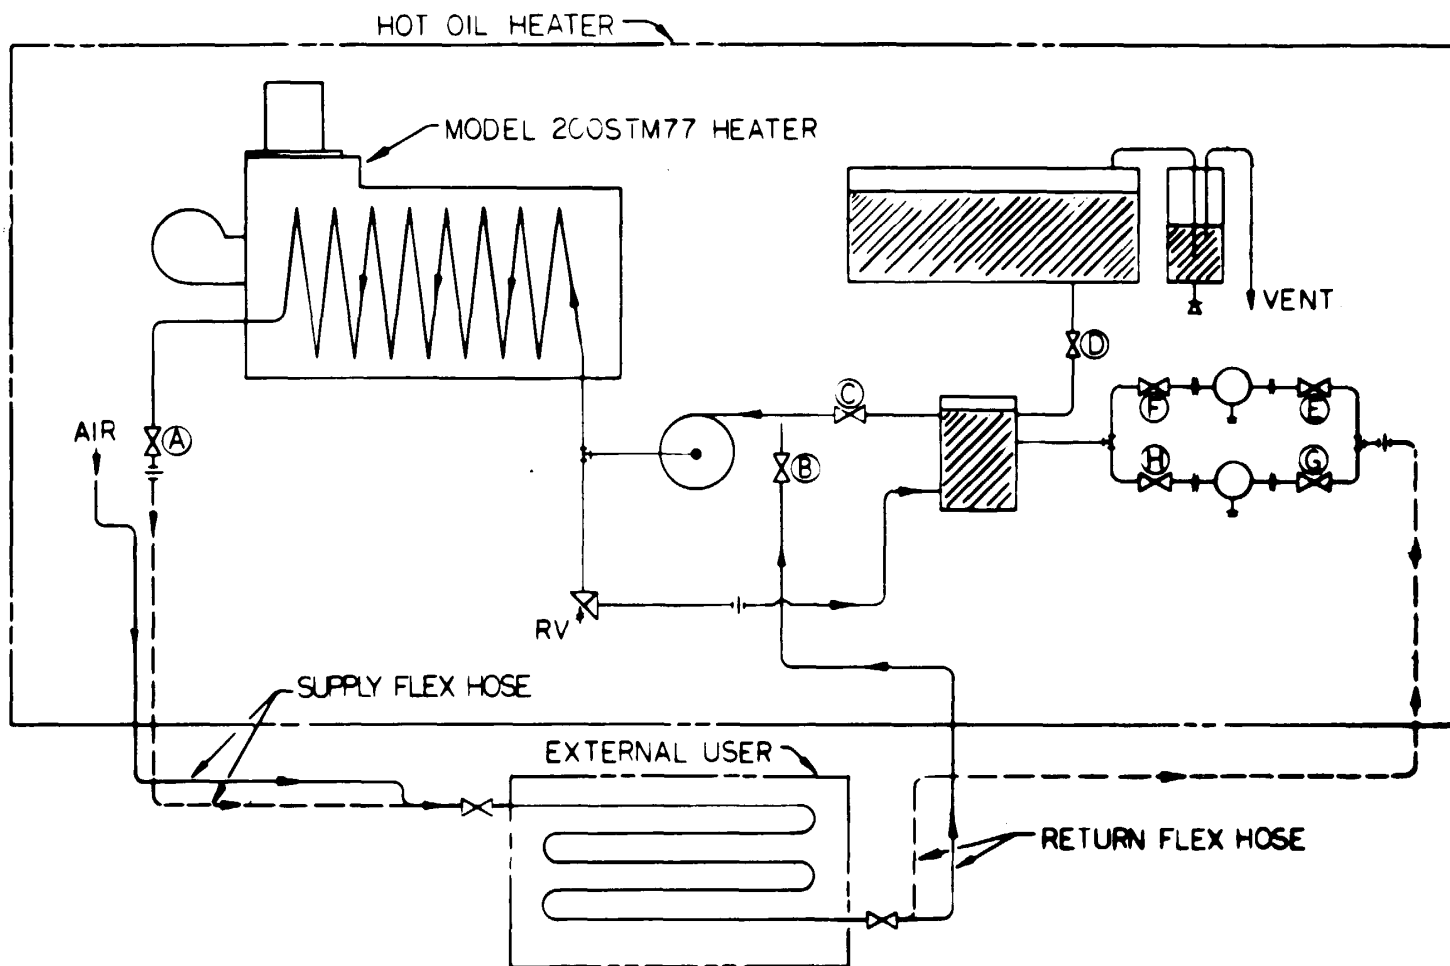 HOT OIL HEATER
MODEL 200STM77 HEATER
VENT
D
C
F
E
AIR
A
B
H
G
RV
SUPPLY FLEX HOSE
EXTERNAL USER
RETURN FLEX HOSE